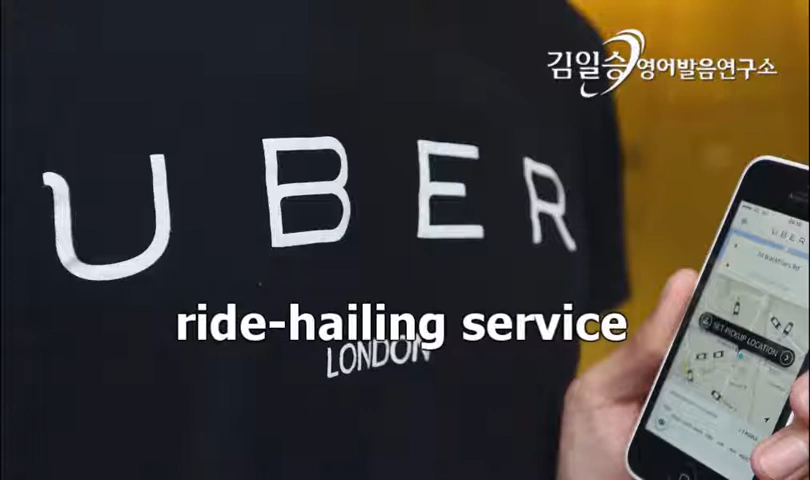 김일승 영어발음연구소
UBER
ride-hailing service
LONDON
UBER
SET PICKUP LOCATION